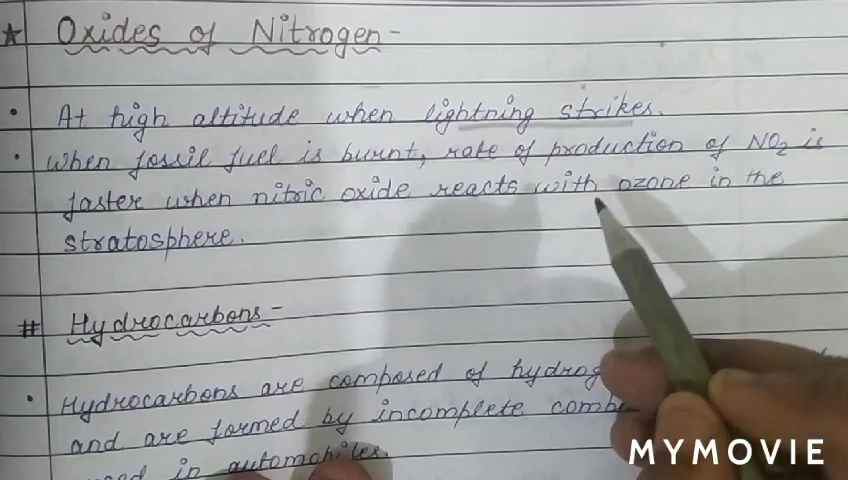 * Oxides of Nitrogen -
• At high altitude when lightning strikes.
• When fossil fuel is burnt, rate of production of NO₂ is
faster when nitric oxide reacts with ozone in the
stratosphere.
# Hydrocarbons -
• Hydrocarbons are composed of hydrog
and are formed by incomplete comb
in automobiles.
MYMOVIE